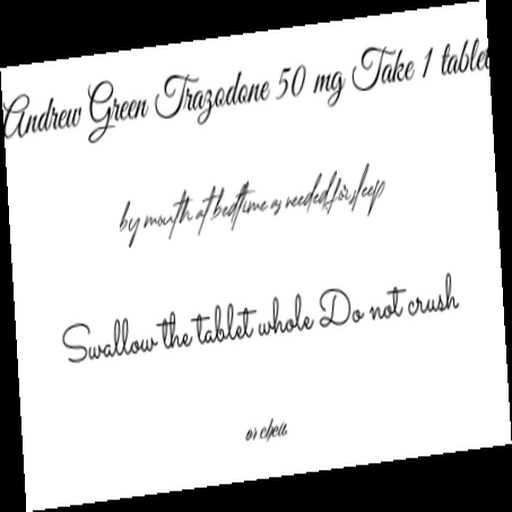 Andrew Green Trazodone 50 mg Take 1 tablet
by mouth at bedtime as needed for sleep
Swallow the tablet whole Do not crush
or chew